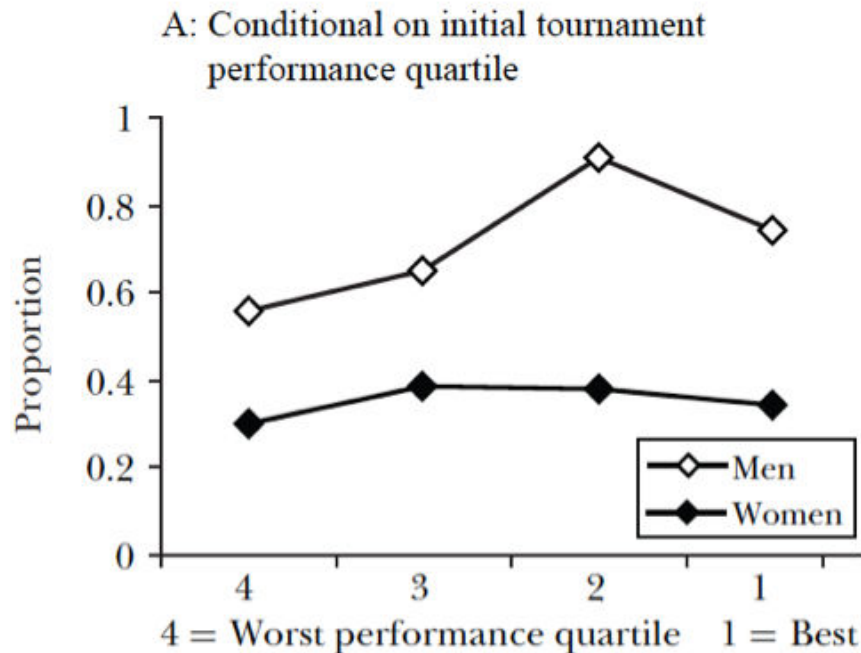 A: Conditional on initial tournament
performance quartile
1
0.8
0.6
0.4
0.2
0
Proportion
Men
Women
4 3 2 1
4 = Worst performance quartile 1 = Best